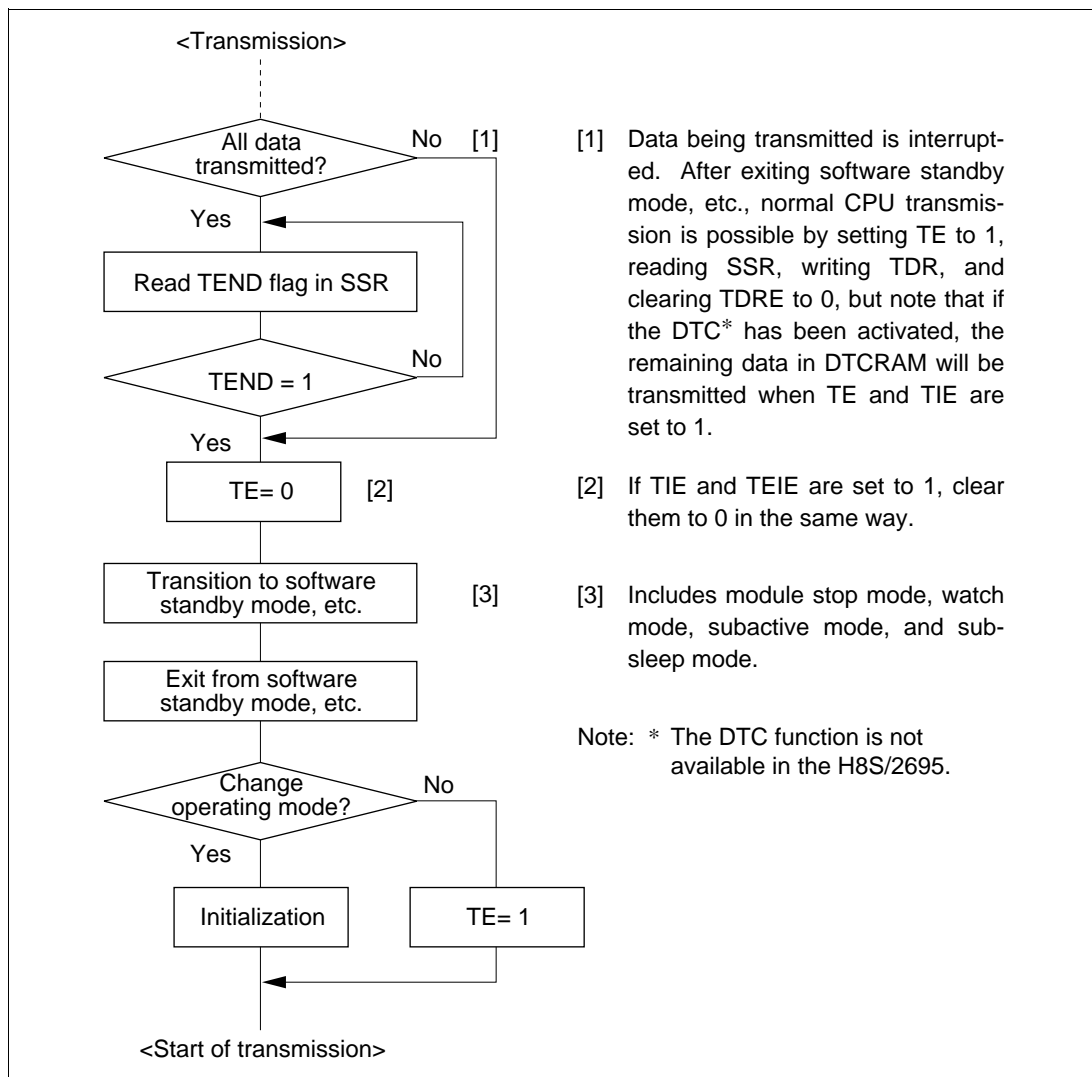 <Transmission>
All data
transmitted?
No [1]
Yes
Read TEND flag in SSR
TEND = 1
No
Yes
TE= 0 [2]
Transition to software
standby mode, etc.
[3]
Exit from software
standby mode, etc.
Change
operating mode?
No
Yes
Initialization
TE= 1
<Start of transmission>
[1] Data being transmitted is interrupt-
ed. After exiting software standby
mode, etc., normal CPU transmis-
sion is possible by setting TE to 1,
reading SSR, writing TDR, and
clearing TDRE to 0, but note that if
the DTC* has been activated, the
remaining data in DTCRAM will be
transmitted when TE and TIE are
set to 1.
[2] If TIE and TEIE are set to 1, clear
them to 0 in the same way.
[3] Includes module stop mode, watch
mode, subactive mode, and sub-
sleep mode.
Note: * The DTC function is not
available in the H8S/2695.